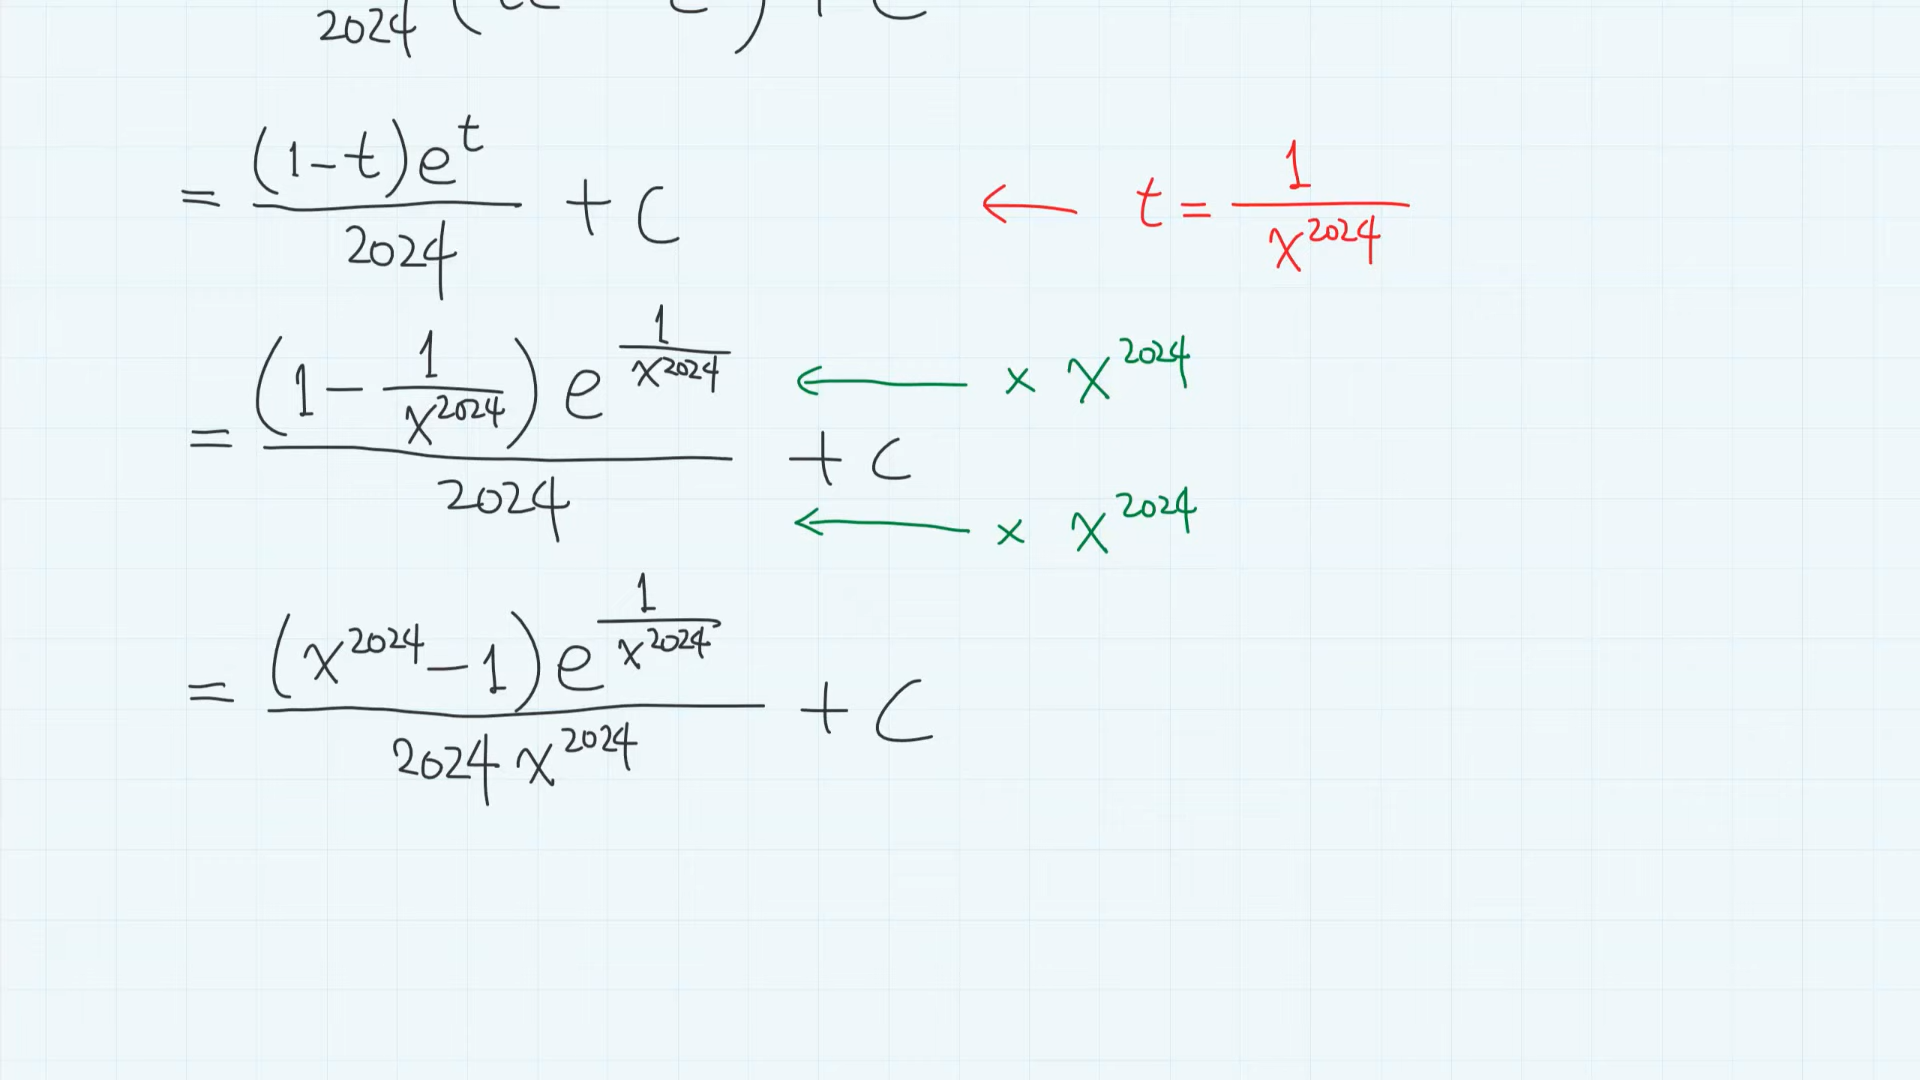 2024
= (1-t)e^t / 2024 + C ← t = 1 / x^2024
= (1 - 1/x^2024) e^(1/x^2024) / 2024 + C ← × x^2024
← × x^2024
= (x^2024 - 1) e^(1/x^2024) / 2024 x^2024 + C